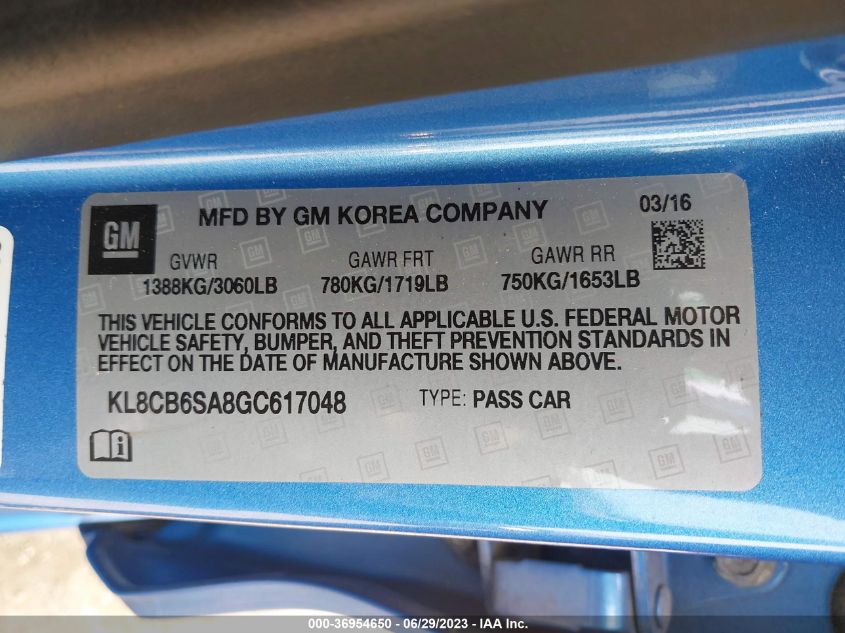 GM
MFD BY GM KOREA COMPANY
03/16
GVWR GAWR FRT GAWR RR
1388KG/3060LB 780KG/1719LB 750KG/1653LB
THIS VEHICLE CONFORMS TO ALL APPLICABLE U.S. FEDERAL MOTOR
VEHICLE SAFETY, BUMPER, AND THEFT PREVENTION STANDARDS IN
EFFECT ON THE DATE OF MANUFACTURE SHOWN ABOVE.
KL8CB6SA8GC617048 TYPE: PASS CAR
000-36954650 - 06/29/2023 - IAA Inc.